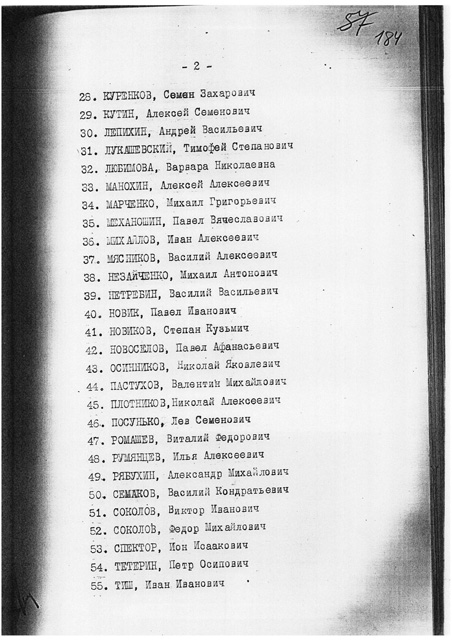 87
184
- 2 -
28. КУРЕНКОВ, Семен Захарович
29. КУТИН, Алексей Семенович
30. ЛЕПИХИН, Андрей Васильевич
31. ЛУКАШЕВСКИЙ, Тимофей Степанович
32. ЛЮБИМОВА, Варвара Николаевна
33. МАНОХИН, Алексей Алексеевич
34. МАРЧЕНКО, Михаил Григорьевич
35. МЕХАНОШИН, Павел Вячеславович
36. МИХАЙЛОВ, Иван Алексеевич
37. МЯСНИКОВ, Василий Алексеевич
38. НЕЗАЙЧЕНКО, Михаил Антонович
39. НЕТРЕБИН, Василий Васильевич
40. НОВИК, Павел Иванович
41. НОВИКОВ, Степан Кузьмич
42. НОВОСЕЛОВ, Павел Афанасьевич
43. ОСИННИКОВ, Николай Яковлевич
44. ПАСТУХОВ, Валентин Михайлович
45. ПЛОТНИКОВ,Николай Алексеевич
46. ПОСУНЬКО, Лев Семенович
47. РОМАШЕВ, Виталий Федорович
48. РУМЯНЦЕВ, Илья Алексеевич
49. РЯБУХИН, Александр Михайлович
50. СЕМАКОВ, Василий Кондратьевич
51. СОКОЛОВ, Виктор Иванович
52. СОКОЛОВ, Федор Михайлович
53. СПЕКТОР, Ион Исаакович
54. ТЕТЕРИН, Петр Осипович
55. ТИШ, Иван Иванович